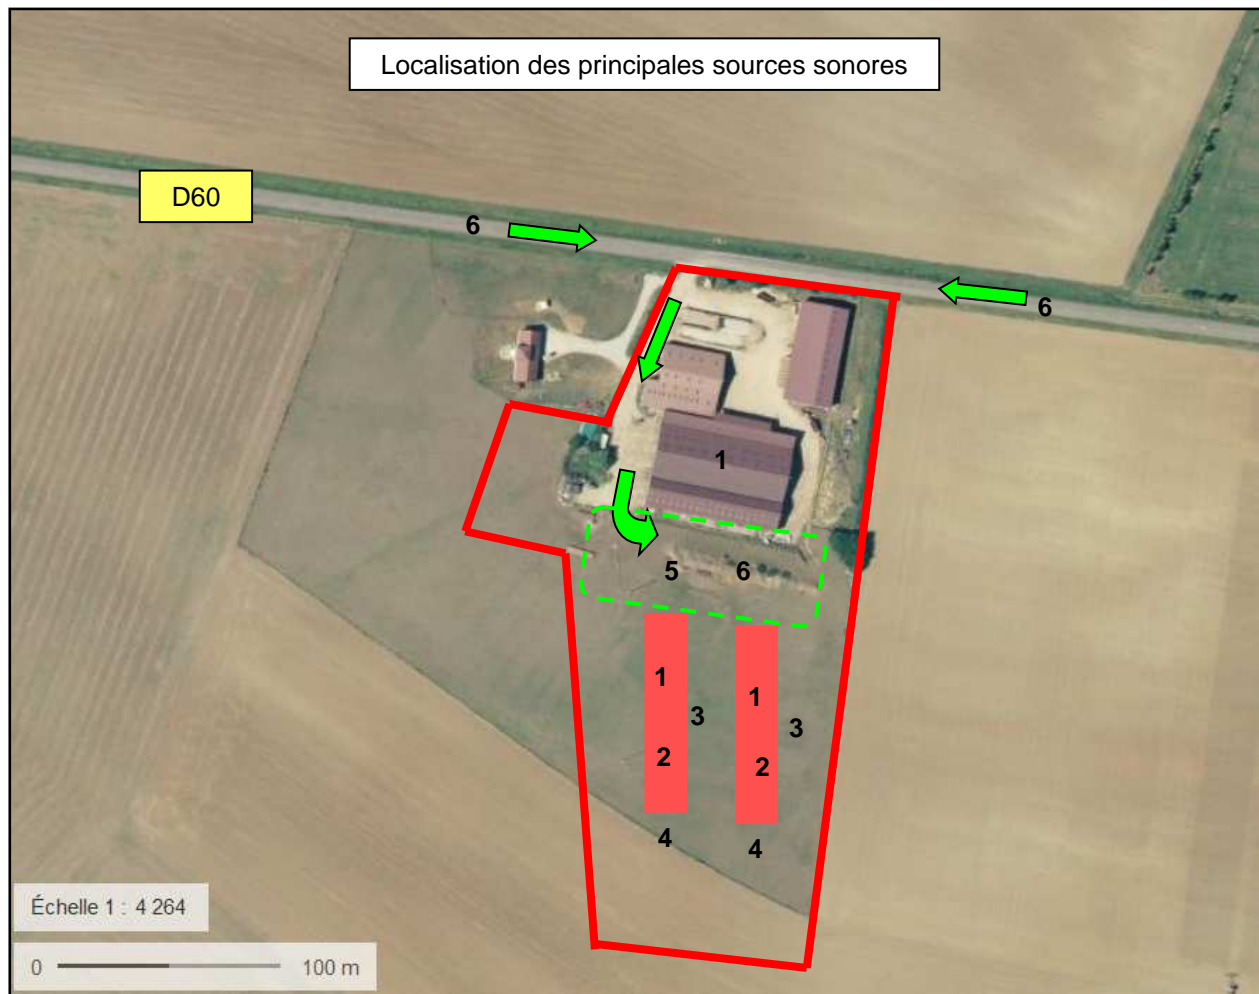 Localisation des principales sources sonores
D60
6
6
1
5 6
1 1
3 3
2 2
4 4
Échelle 1 : 4 264
0 100 m